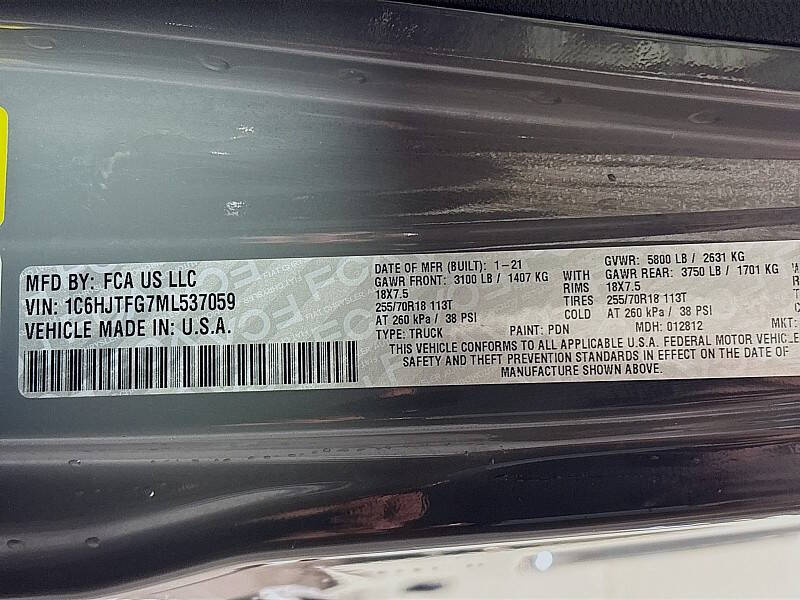 MFD BY: FCA US LLC
VIN: 1C6HJTFG7ML537059
VEHICLE MADE IN: U.S.A.
DATE OF MFR (BUILT): 1-21 GVWR: 5800 LB / 2631 KG
GAWR FRONT: 3100 LB / 1407 KG WITH GAWR REAR: 3750 LB / 1701 KG
18X7.5 RIMS 18X7.5
255/70R18 113T TIRES 255/70R18 113T
AT 260 kPa / 38 PSI COLD AT 260 kPa / 38 PSI
TYPE: TRUCK PAINT: PDN MDH: 012812 MKT:
THIS VEHICLE CONFORMS TO ALL APPLICABLE U.S.A. FEDERAL MOTOR VEHICLE
SAFETY AND THEFT PREVENTION STANDARDS IN EFFECT ON THE DATE OF
MANUFACTURE SHOWN ABOVE.